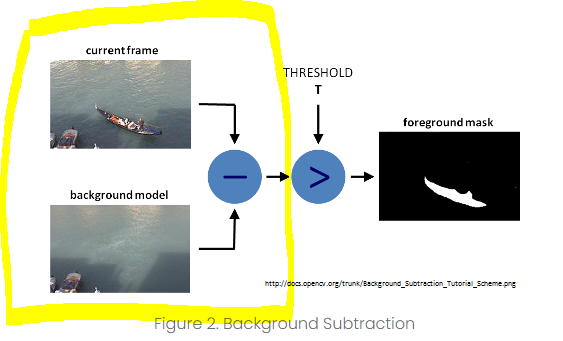 current frame
THRESHOLD
T
foreground mask
−
>
background model
http://docs.opencv.org/trunk/Background_Subtraction_Tutorial_Scheme.png
Figure 2. Background Subtraction